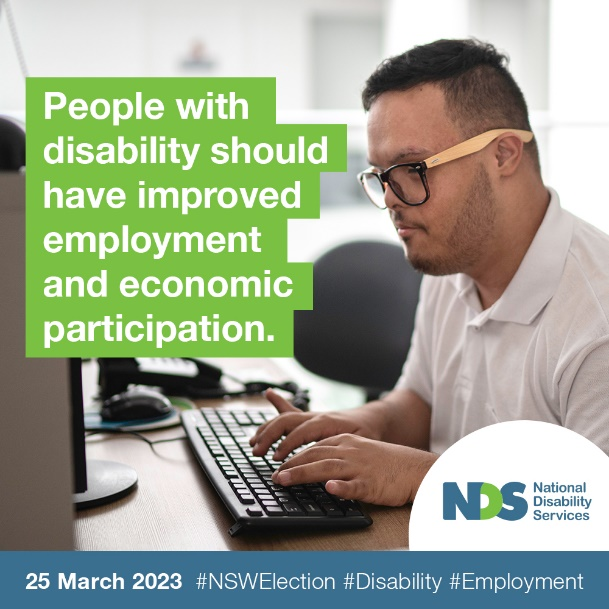 People with
disability should
have improved
employment
and economic
participation.
NDS National
Disability
Services
25 March 2023 #NSWElection #Disability #Employment